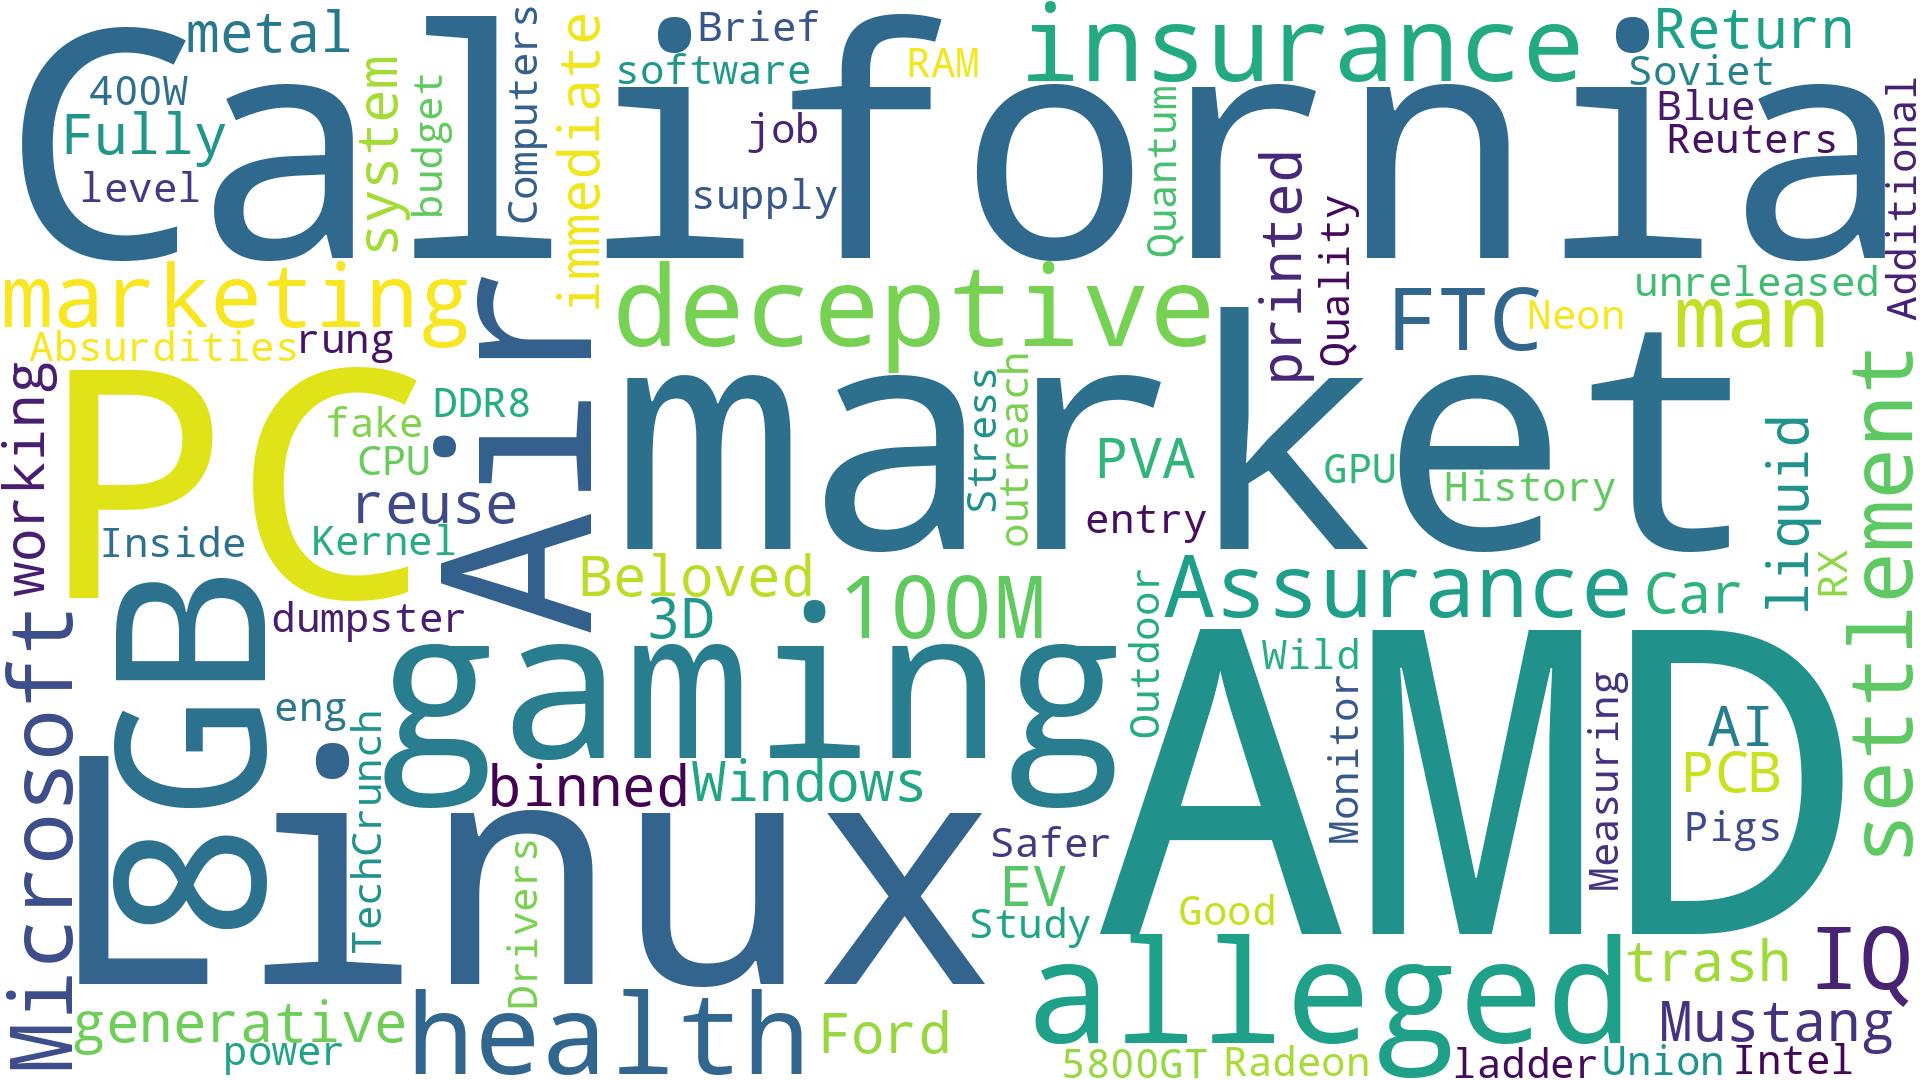 California
metal
Brief
software
RAM
insurance
Return
Soviet
400W
Fully
level
system
budget
Computers
immediate
job
supply
Quantum
printed
Quality
Blue
Reuters
Additional
marketing
Absurdities
rung
Air
deceptive
FTC
Neon
unreleased
man
working
PC
fake
DDR8
CPU
reuse
Inside
Kernel
market
Stress
outreach
PVA
entry
GPU
History
liquid
RX
settlement
Microsoft
8GB
dumpster
Beloved
3D
100M
Assurance
Car
gaming
Outdoor
AMD
Wild
Monitor
Measuring
AI
PCB
Pigs
eng
TechCrunch
binned
Windows
Linux
Drivers
Safer
EV
Study
Good
generative
power
health
Ford
alleged
trash
IQ
Mustang
5800GT
Radeon
ladder
Union
Intel